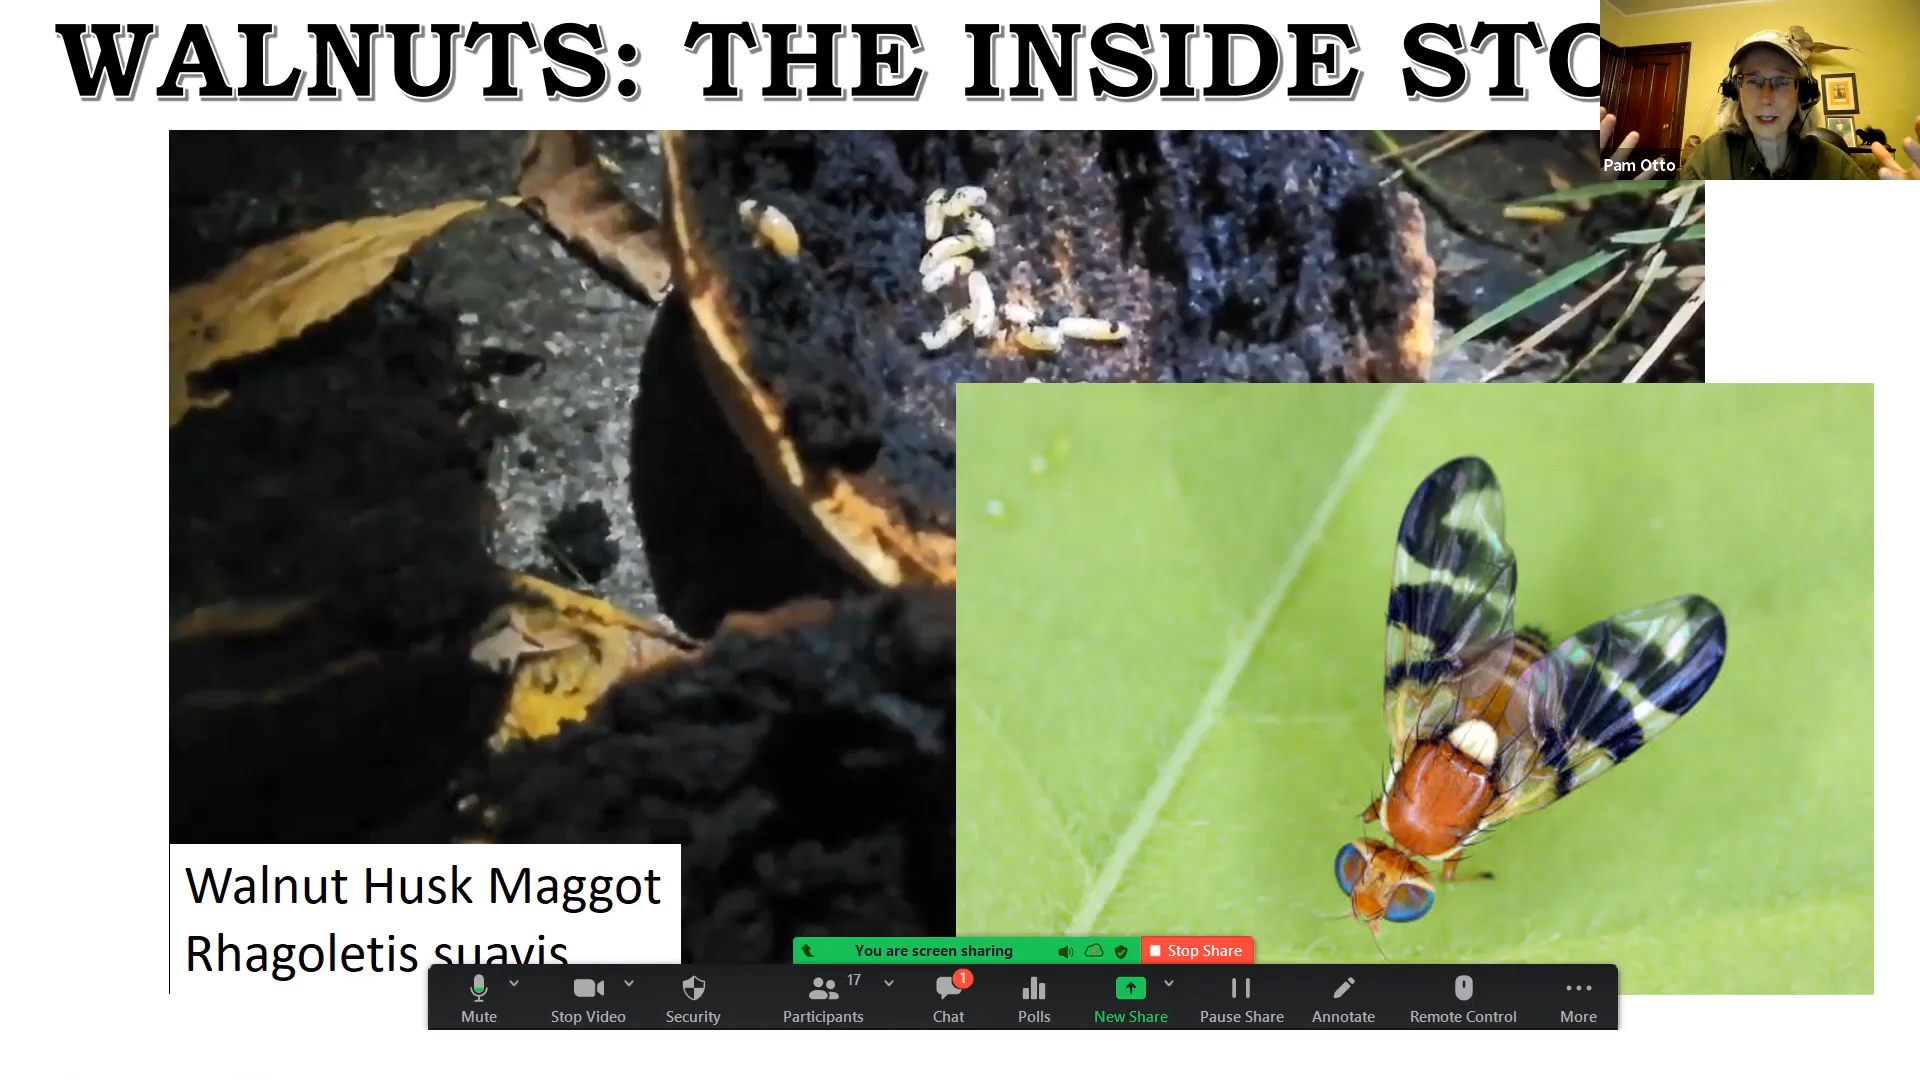 WALNUTS: THE INSIDE STO
Pam Otto
Walnut Husk Maggot
Rhagoletis suavis
You are screen sharing
Stop Share
Mute
Stop Video
Security
Participants
17
Chat
1
Polls
New Share
Pause Share
Annotate
Remote Control
More